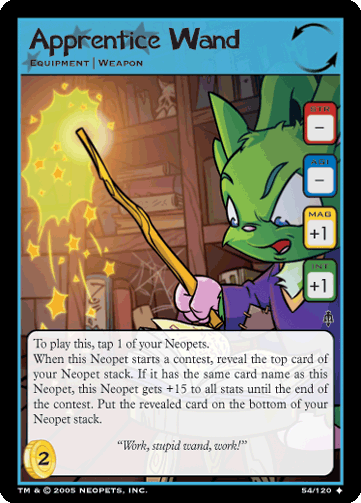 Apprentice Wand
EQUIPMENT | WEAPON
STR
–
AGI
–
MAG
+1
INT
+1
To play this, tap 1 of your Neopets.
When this Neopet starts a contest, reveal the top card of
your Neopet stack. If it has the same card name as this
Neopet, this Neopet gets +15 to all stats until the end of
the contest. Put the revealed card on the bottom of your
Neopet stack.
“Work, stupid wand, work!”
2
TM & © 2005 NEOPETS, INC.
54/120